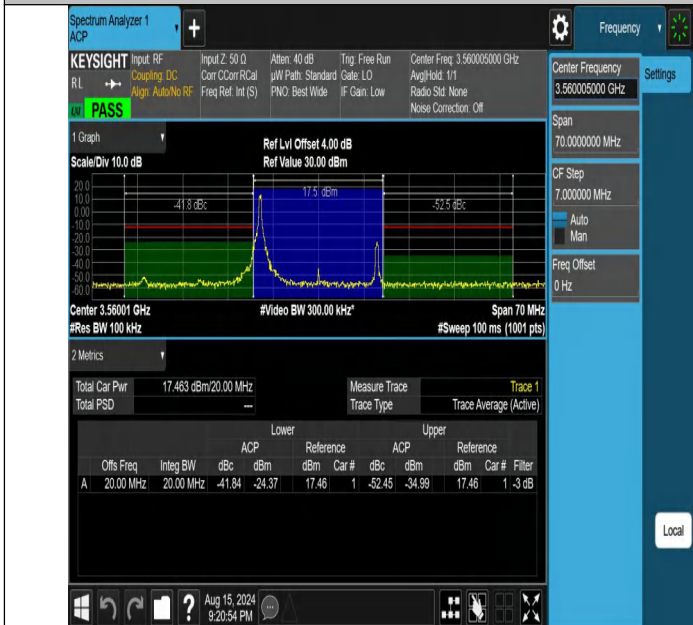 Spectrum Analyzer 1
ACP
+
Frequency
KEYSIGHT Input: RF Input Z: 50 Ω Atten: 40 dB Trig: Free Run Center Freq: 3.560005000 GHz
RL Coupling: DC Corr CCorr RCal µW Path: Standard Gate: LO Avg|Hold: 1/1
Align: Auto/No RF Freq Ref: Int (S) PNO: Best Wide IF Gain: Low Radio Std: None
Noise Correction: Off
PASS
Center Frequency
3.560005000 GHz
Settings
Span
70.0000000 MHz
CF Step
7.000000 MHz
Auto
Man
Freq Offset
0 Hz
Local
1 Graph
Ref Lvl Offset 4.00 dB
Scale/Div 10.0 dB Ref Value 30.00 dBm
20.0
10.0
0.00
-10.0
-20.0
-30.0
-40.0
-50.0
-60.0
-41.8 dBc 17.5 dBm -52.5 dBc
Center 3.56001 GHz #Video BW 300.00 kHz* Span 70 MHz
#Res BW 100 kHz #Sweep 100 ms (1001 pts)
2 Metrics
Total Car Pwr 17.463 dBm/20.00 MHz Measure Trace Trace 1
Total PSD --- Trace Type Trace Average (Active)
Lower Upper
ACP Reference ACP Reference
Offs Freq Integ BW dBc dBm dBm Car # dBc dBm dBm Car # Filter
A 20.00 MHz 20.00 MHz -41.84 -24.37 17.46 1 -52.45 -34.99 17.46 1 -3 dB
? Aug 15, 2024
9:20:54 PM